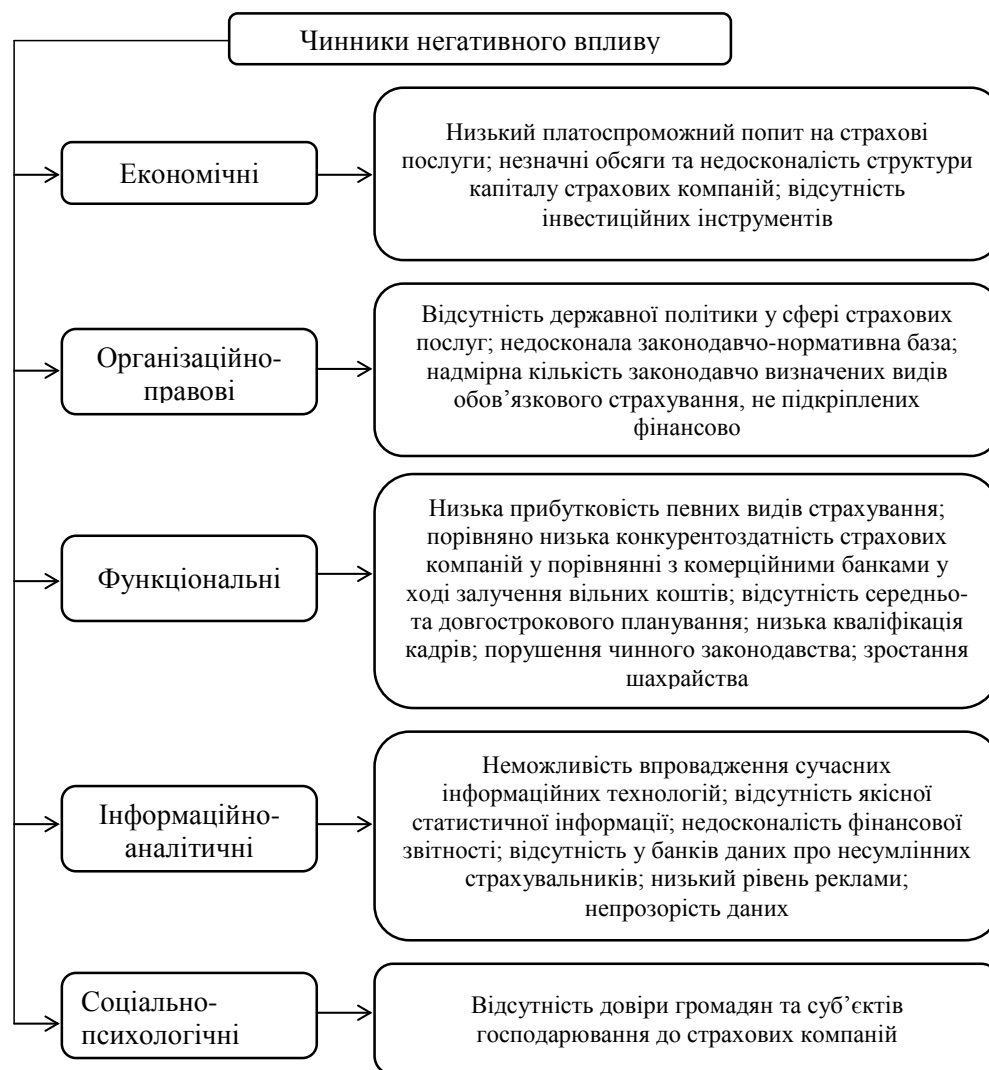 Чинники негативного впливу
Економічні
Низький платоспроможний попит на страхові
послуги; незначні обсяги та недосконалість структури
капіталу страхових компаній; відсутність
інвестиційних інструментів
Організаційно-
правові
Відсутність державної політики у сфері страхових
послуг; недосконала законодавчо-нормативна база;
надмірна кількість законодавчо визначених видів
обов’язкового страхування, не підкріплених
фінансово
Функціональні
Низька прибутковість певних видів страхування;
порівняно низька конкурентоздатність страхових
компаній у порівнянні з комерційними банками у
ході залучення вільних коштів; відсутність середньо-
та довгострокового планування; низька кваліфікація
кадрів; порушення чинного законодавства; зростання
шахрайства
Інформаційно-
аналітичні
Неможливість впровадження сучасних
інформаційних технологій; відсутність якісної
статистичної інформації; недосконалість фінансової
звітності; відсутність у банків даних про несумлінних
страхувальників; низький рівень реклами;
непрозорість даних
Соціально-
психологічні
Відсутність довіри громадян та суб’єктів
господарювання до страхових компаній